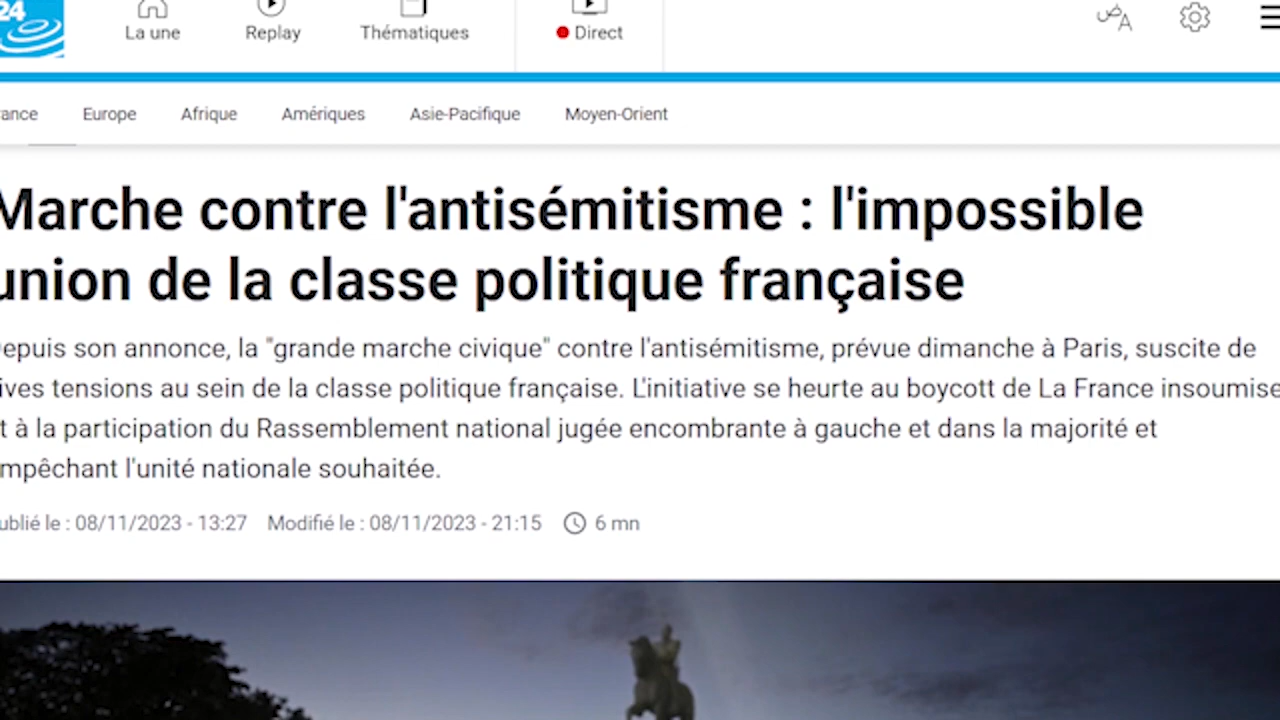 24
La une
Replay
Thématiques
Direct
ض A
rance
Europe
Afrique
Amériques
Asie-Pacifique
Moyen-Orient
Marche contre l'antisémitisme : l'impossible
union de la classe politique française
epuis son annonce, la "grande marche civique" contre l'antisémitisme, prévue dimanche à Paris, suscite de
ives tensions au sein de la classe politique française. L'initiative se heurte au boycott de La France insoumise
t à la participation du Rassemblement national jugée encombrante à gauche et dans la majorité et
mpêchant l'unité nationale souhaitée.
ublié le : 08/11/2023 - 13:27 Modifié le : 08/11/2023 - 21:15 6 mn